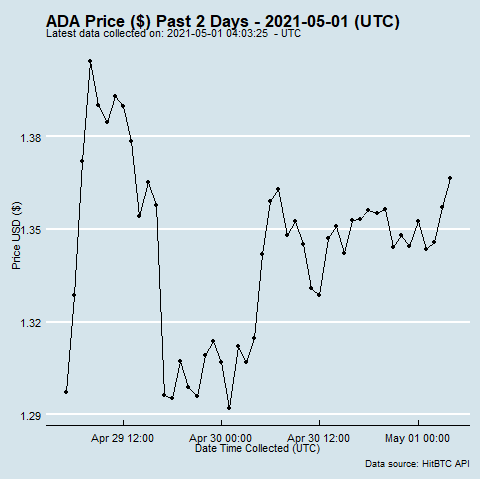 ADA Price ($) Past 2 Days - 2021-05-01 (UTC)
Latest data collected on: 2021-05-01 04:03:25 - UTC
1.38
1.35
1.32
1.29
Price USD ($)
Apr 29 12:00
Apr 30 00:00
Apr 30 12:00
May 01 00:00
Date Time Collected (UTC)
Data source: HitBTC API